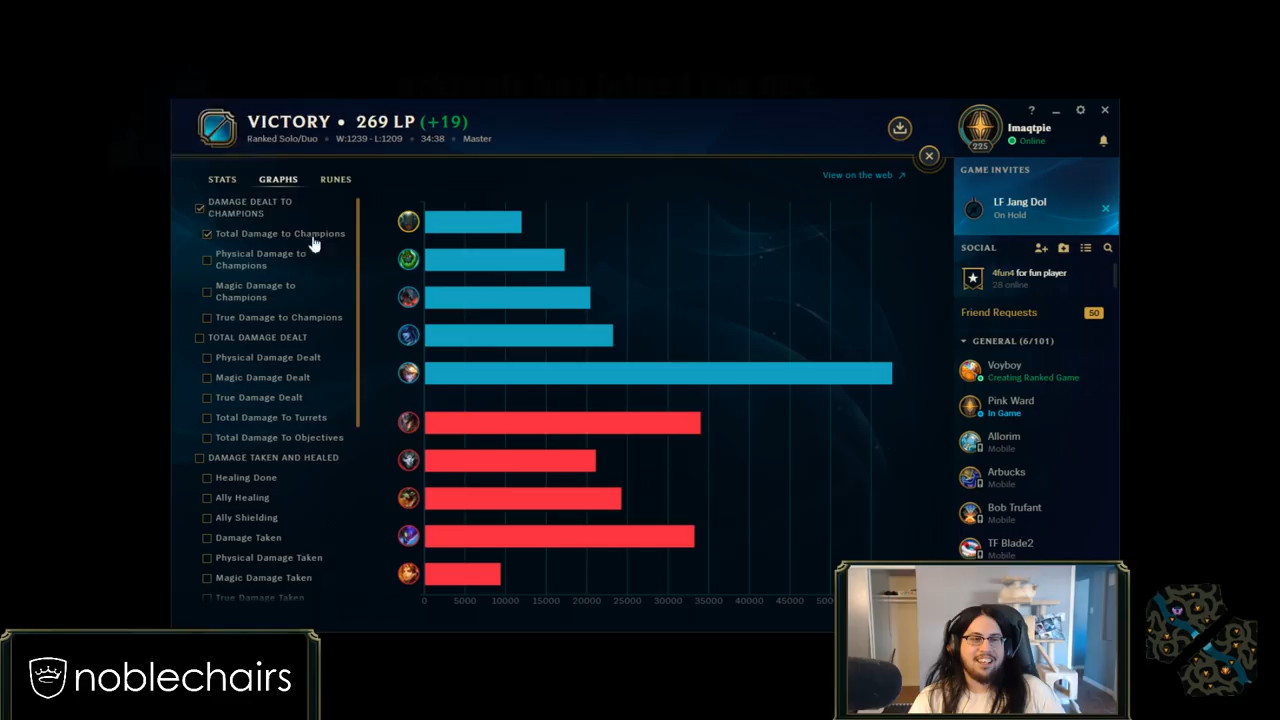 VICTORY • 269 LP (+19)
Ranked Solo/Duo • W:1239 - L:1209 • 34:38 • Master
STATS GRAPHS RUNES
View on the web
DAMAGE DEALT TO
CHAMPIONS
Total Damage to Champions
Physical Damage to
Champions
Magic Damage to
Champions
True Damage to Champions
TOTAL DAMAGE DEALT
Physical Damage Dealt
Magic Damage Dealt
True Damage Dealt
Total Damage To Turrets
Total Damage To Objectives
DAMAGE TAKEN AND HEALED
Healing Done
Ally Healing
Ally Shielding
Damage Taken
Physical Damage Taken
Magic Damage Taken
True Damage Taken
0 5000 10000 15000 20000 25000 30000 35000 40000 45000
?
225
Imaqtpie
Online
GAME INVITES
LF Jang Dol
On Hold
SOCIAL
4fun4 for fun player
28 online
Friend Requests 50
GENERAL (6/101)
Voyboy
Creating Ranked Game
Pink Ward
In Game
Allorim
Mobile
Arbucks
Mobile
Bob Trufant
Mobile
TF Blade2
Mobile
noblechairs